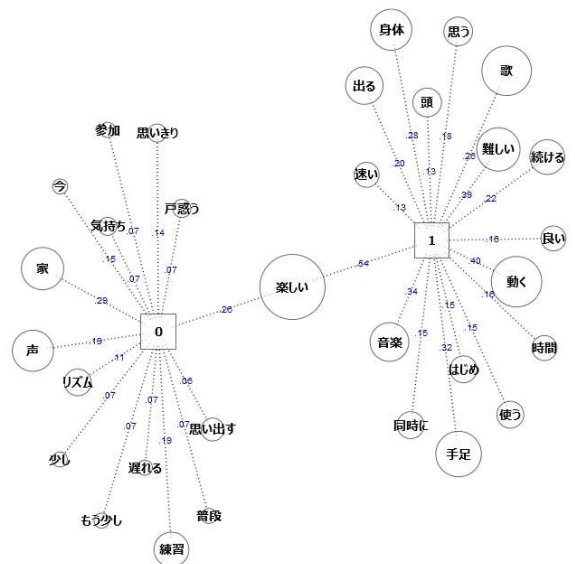 身体
思う
出る
頭
歌
参加
思いきり
.28
.18
難しい
続ける
.26
.20
.13
.39
.22
今
気持ち
戸惑う
.14
.07
速い
.13
.15
.07
.07
1
.16
良い
家
.29
.54
.40
動く
.16
楽しい
.34
.15
.26
0
声
.19
音楽
.15
.15
時間
.11
リズム
はじめ
.32
.07
.07
.07
.19
.07
.06
思い出す
同時に
使う
少し
遅れる
手足
もう少し
普段
練習